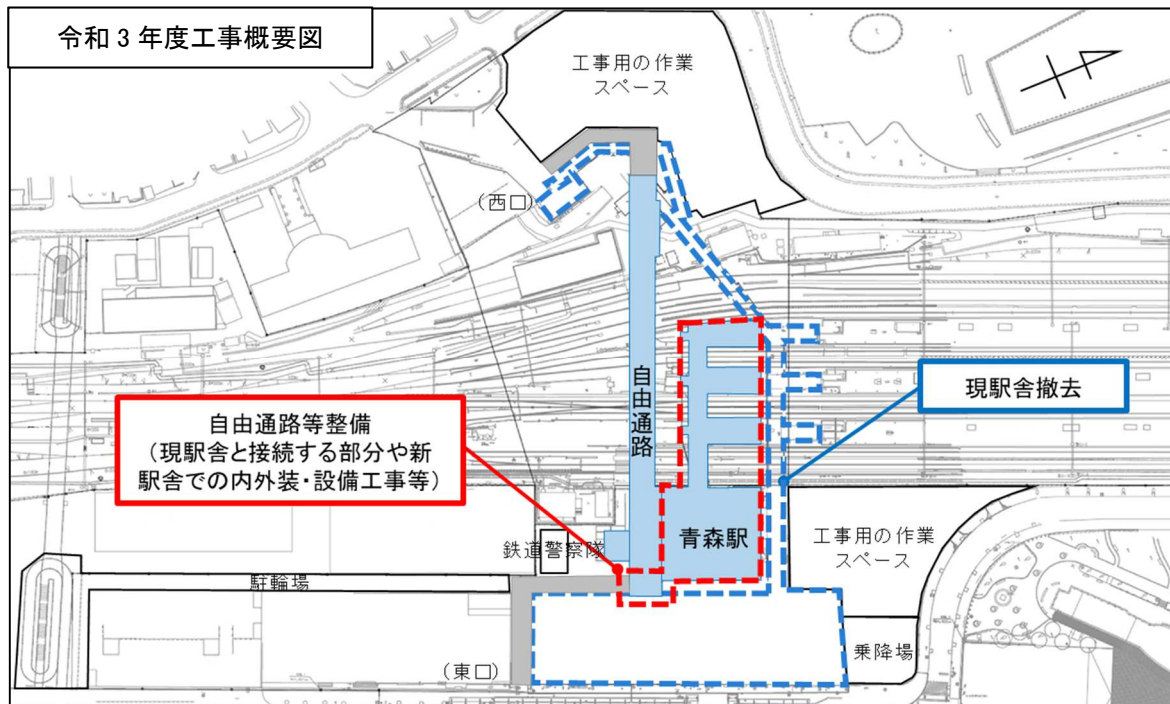 令和３年度工事概要図
工事用の作業
スペース
（西口）
自由通路
現駅舎撤去
自由通路等整備
（現駅舎と接続する部分や新
駅舎での内外装・設備工事等）
鉄道警察隊
青森駅
工事用の作業
スペース
駐輪場
（東口）
乗降場